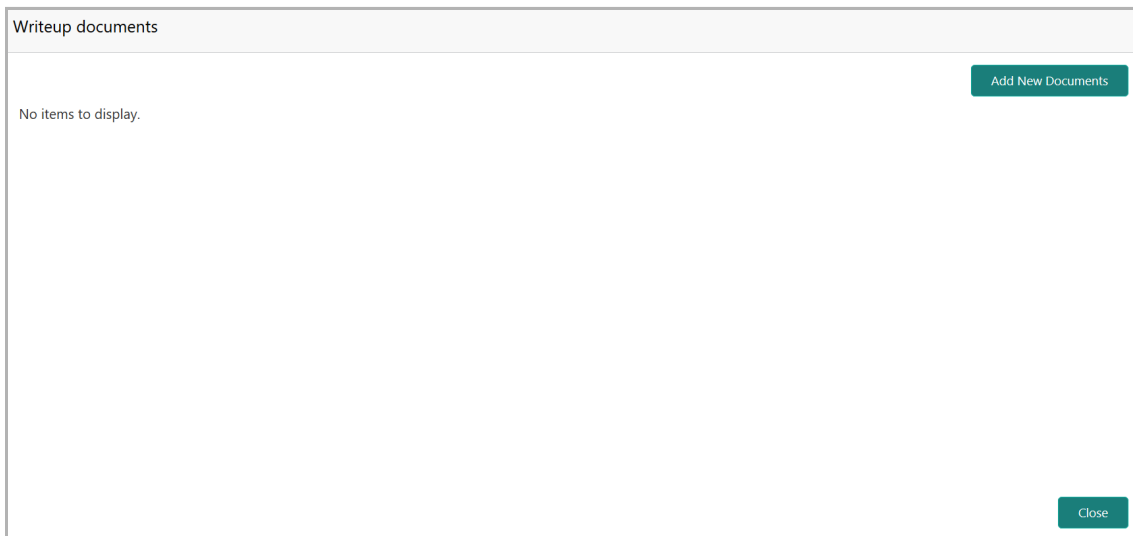 Writeup documents
Add New Documents
No items to display.
Close